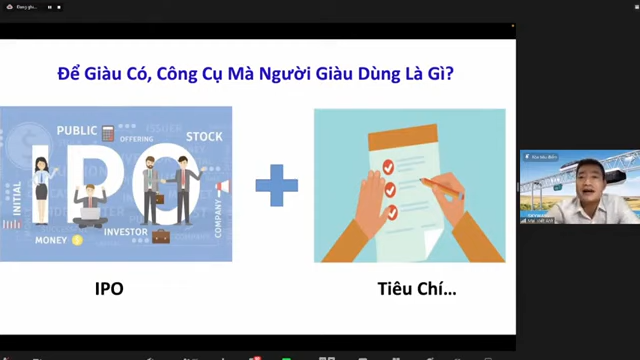 Để Giàu Có, Công Cụ Mà Người Giàu Dùng Là Gì?
PUBLIC
OFFERING
STOCK
IPO
INITIAL
COMPANY
INVESTOR
MONEY
IPO
Tiêu Chí...